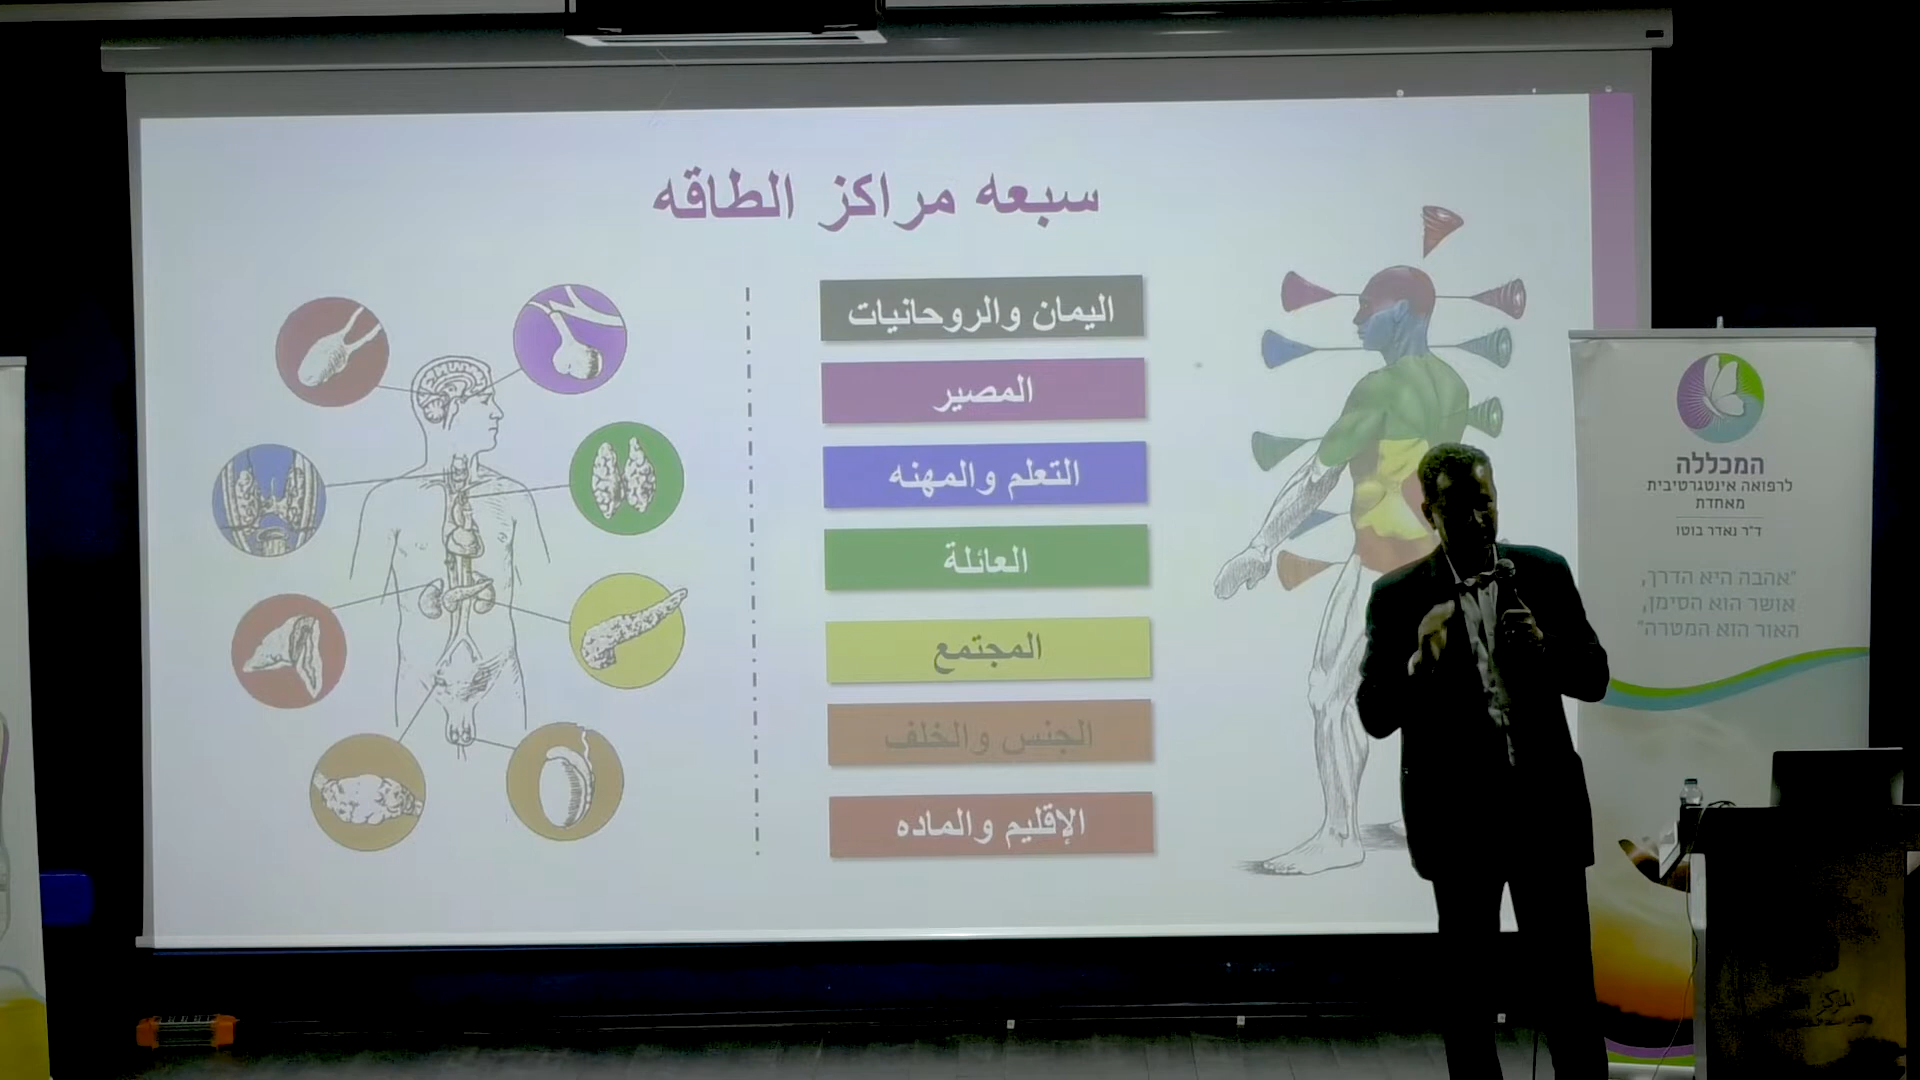 سبعه مراكز الطاقه
اليمان والروحانيات
المصير
التعلم والمهنه
العائلة
المجتمع
الجنس والخلف
الإقليم والماده
המכללה
לרפואה אינטגרטיבית
מאחדת
ד״ר נאדר בוטו
"אהבה היא הדרך,
אושר הוא הסימן,
האור הוא המטרה"